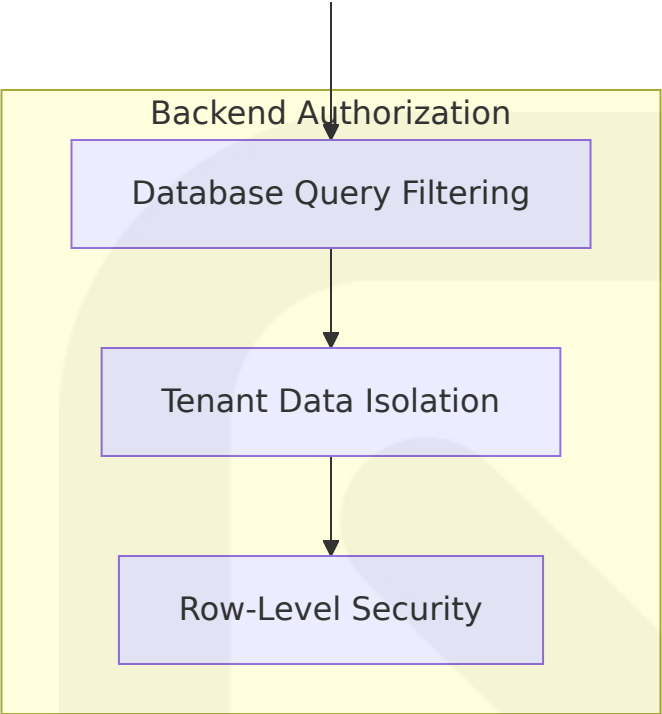 Backend Authorization
Database Query Filtering
Tenant Data Isolation
Row-Level Security